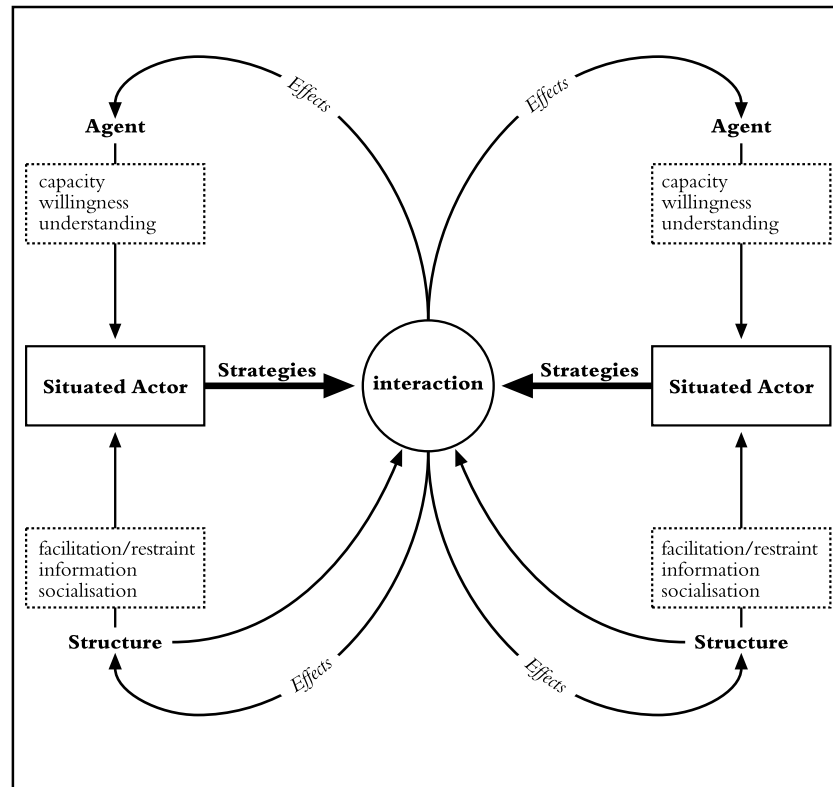 Effects
Effects
Agent
Agent
capacity
willingness
understanding
capacity
willingness
understanding
Strategies
Strategies
Situated Actor
interaction
Situated Actor
facilitation/restraint
information
socialisation
facilitation/restraint
information
socialisation
Structure
Structure
Effects
Effects